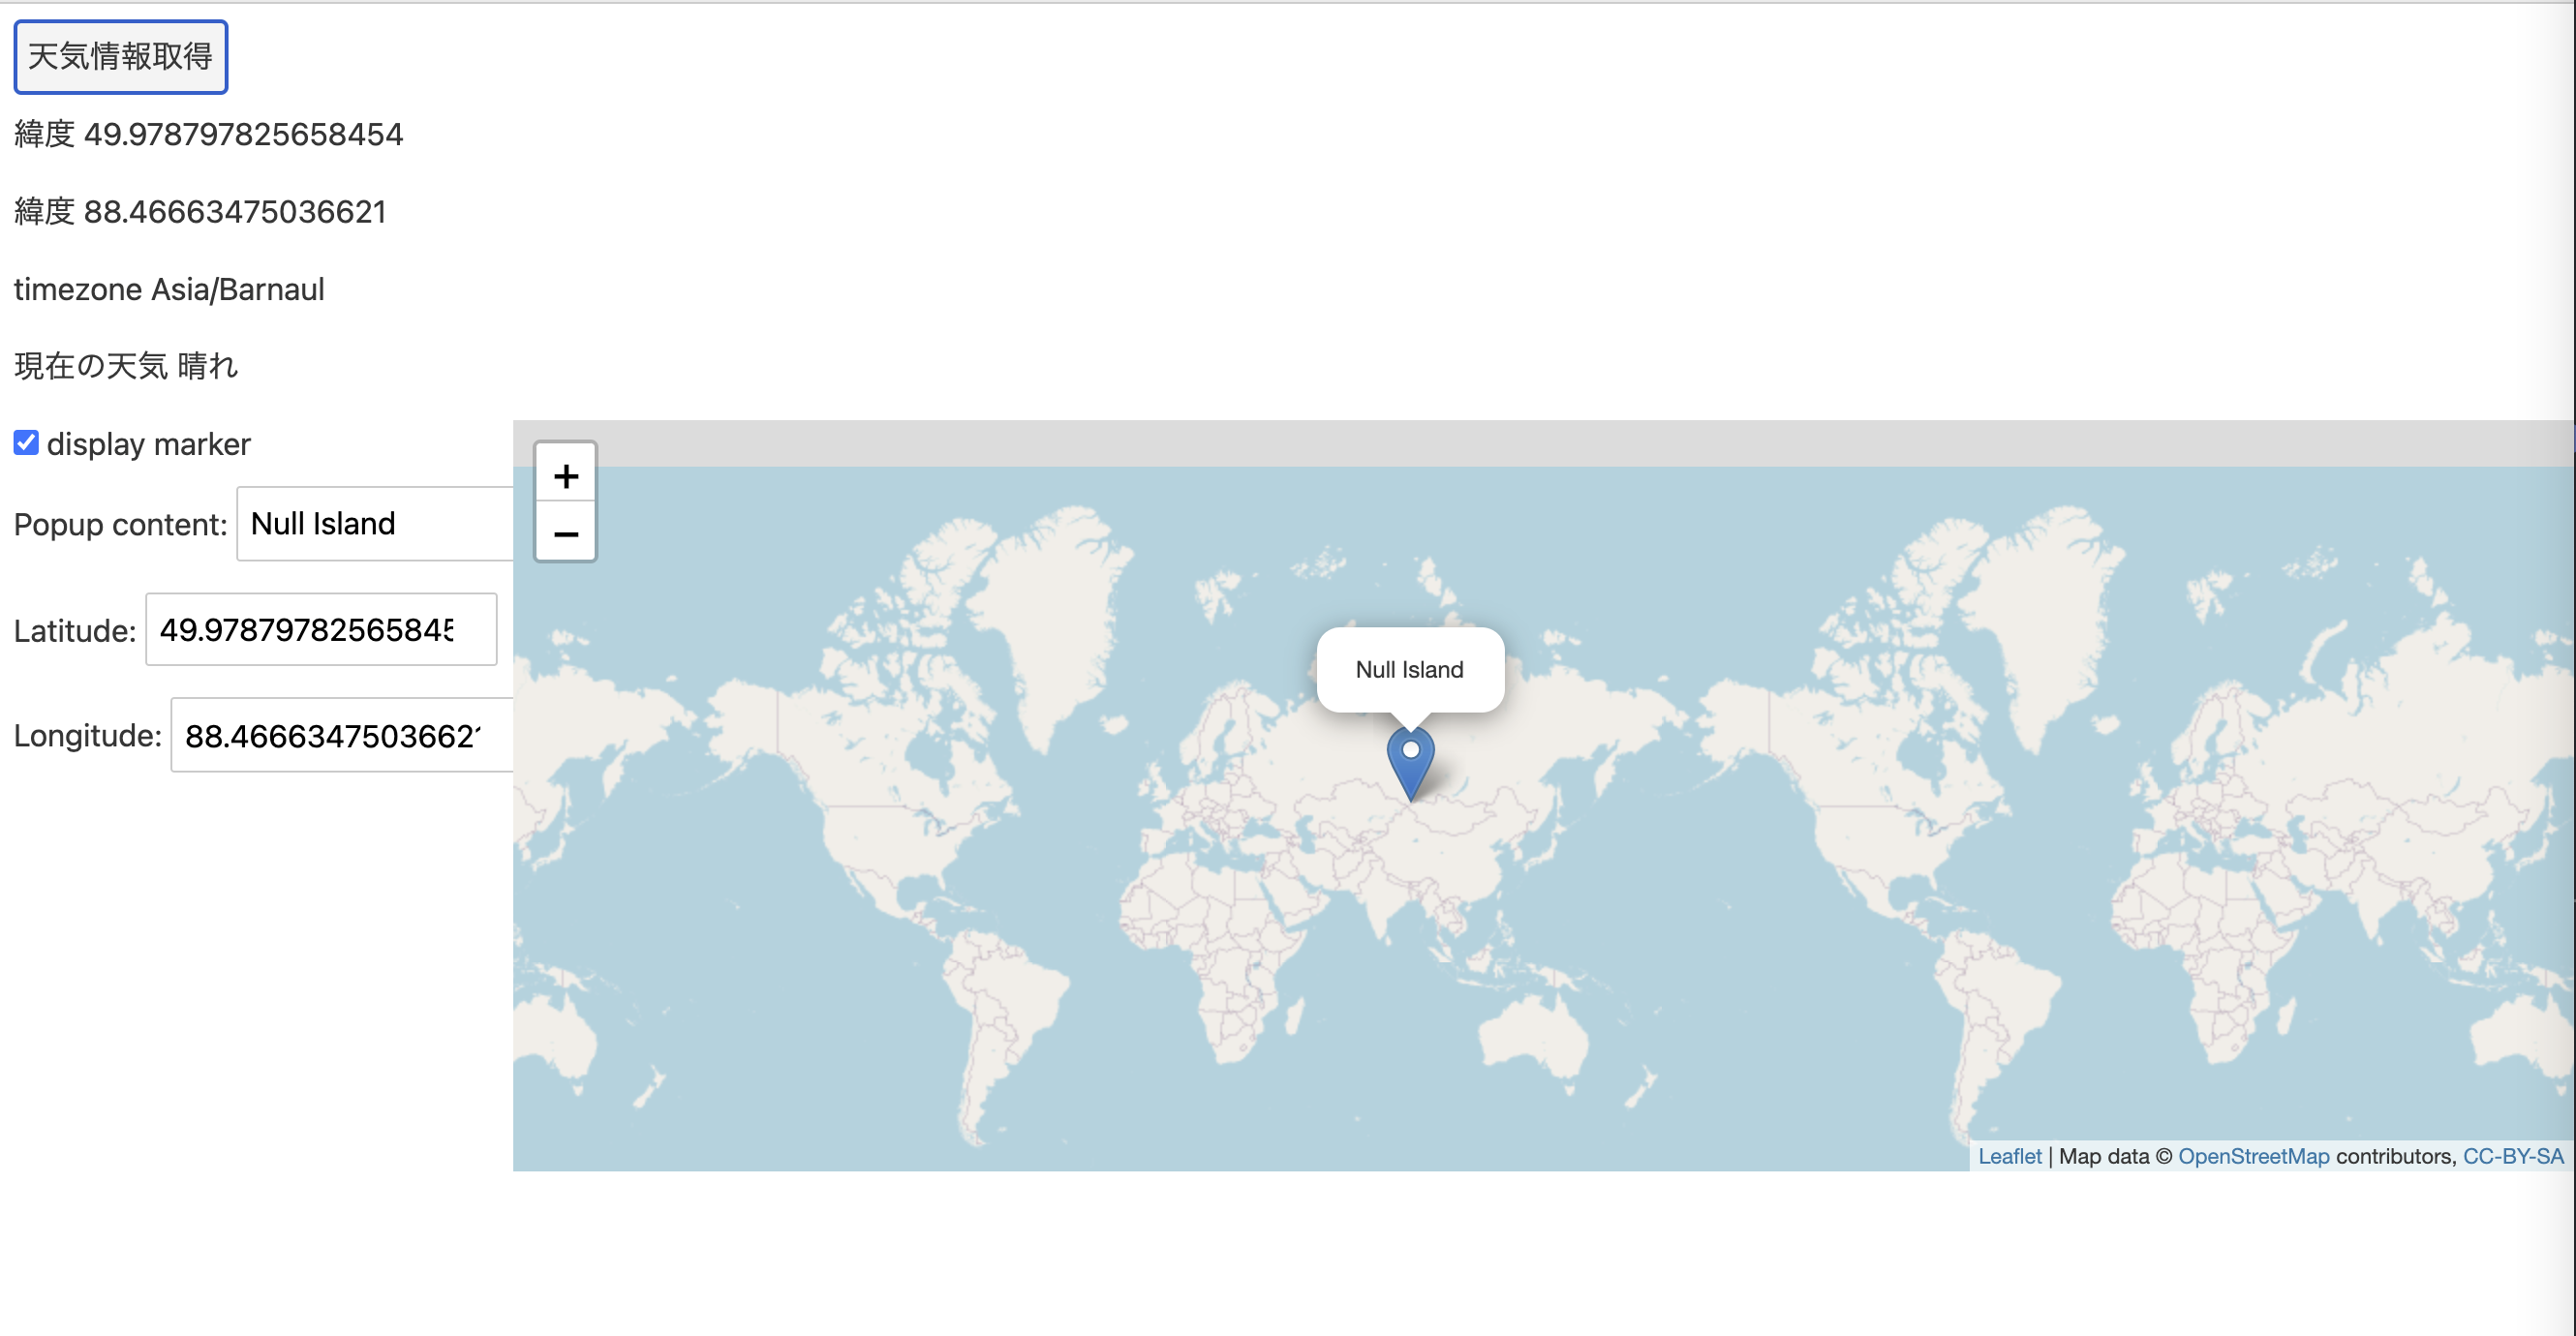 天気情報取得
緯度 49.978797825658454
緯度 88.46663475036621
timezone Asia/Barnaul
現在の天気 晴れ
display marker
+
−
Popup content: Null Island
Latitude: 49.97879782565845
Longitude: 88.4666347503662
Null Island
Leaflet | Map data © OpenStreetMap contributors, CC-BY-SA